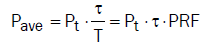 P_ave = P_t · τ/T = P_t · τ · PRF